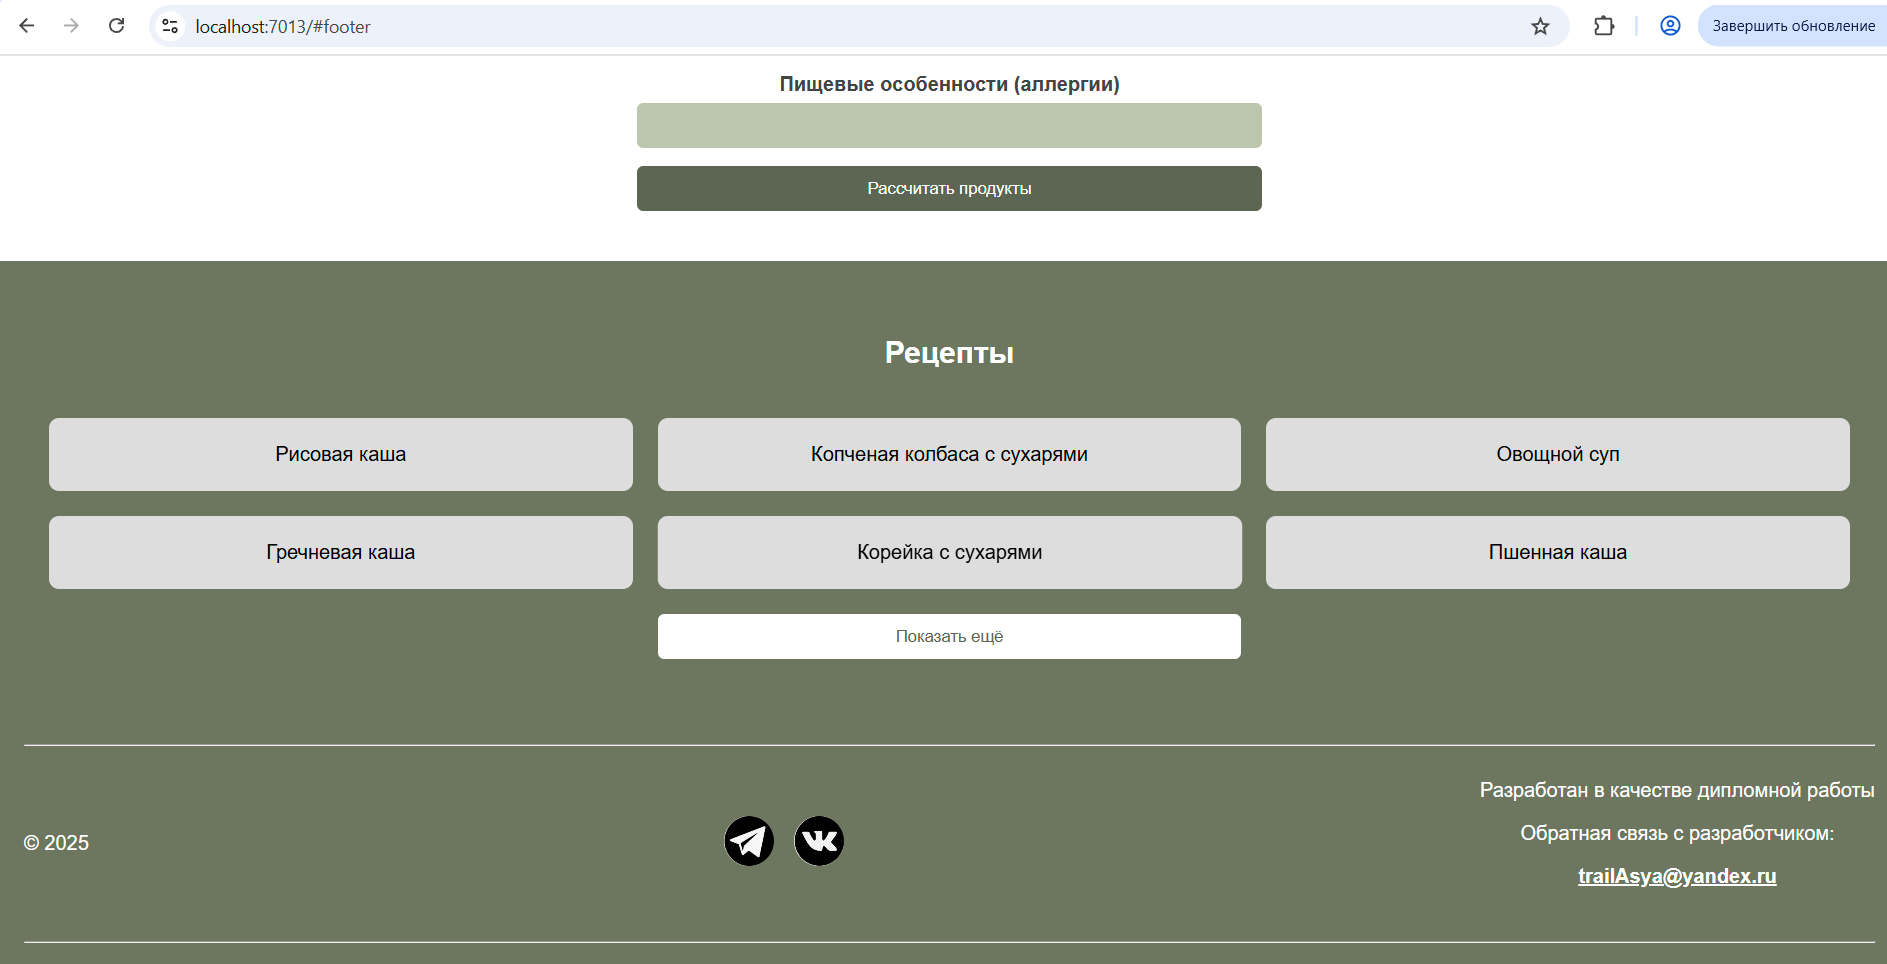 localhost:7013/#footer
Завершить обновление
Пищевые особенности (аллергии)
Рассчитать продукты
Рецепты
Рисовая каша
Копченая колбаса с сухарями
Овощной суп
Гречневая каша
Корейка с сухарями
Пшенная каша
Показать ещё
Разработан в качестве дипломной работы
© 2025
Обратная связь с разработчиком:
trailAsya@yandex.ru